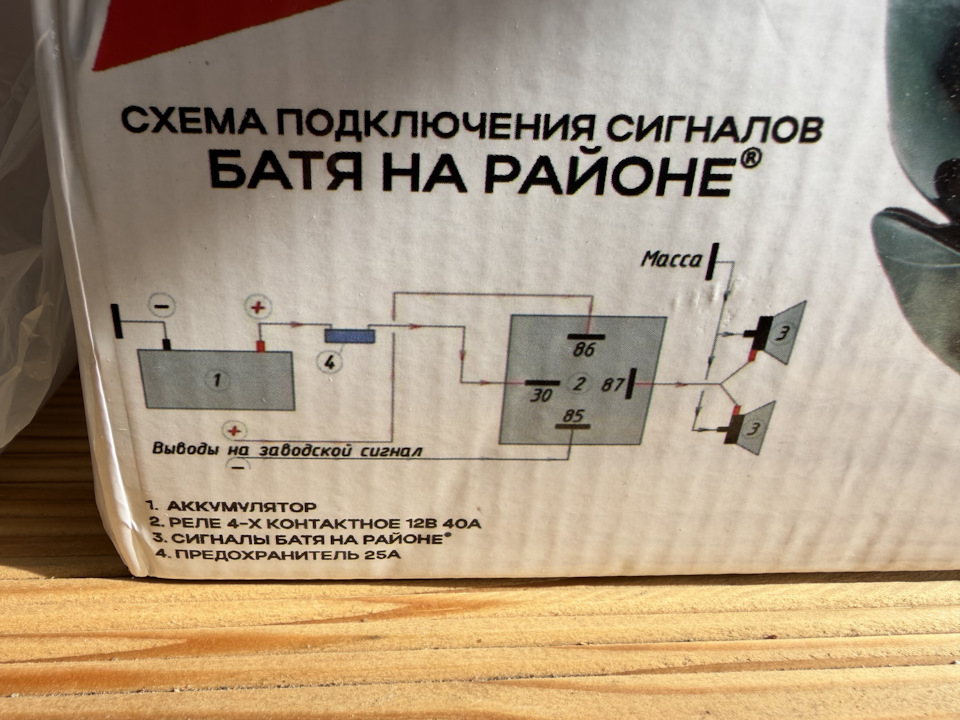 СХЕМА ПОДКЛЮЧЕНИЯ СИГНАЛОВ
БАТЯ НА РАЙОНЕ®
Масса
− +
4
1
86
30 2 87
85
3
3
+
Выводы на заводской сигнал
−
1. АККУМУЛЯТОР
2. РЕЛЕ 4-Х КОНТАКТНОЕ 12В 40А
3. СИГНАЛЫ БАТЯ НА РАЙОНЕ®
4. ПРЕДОХРАНИТЕЛЬ 25А